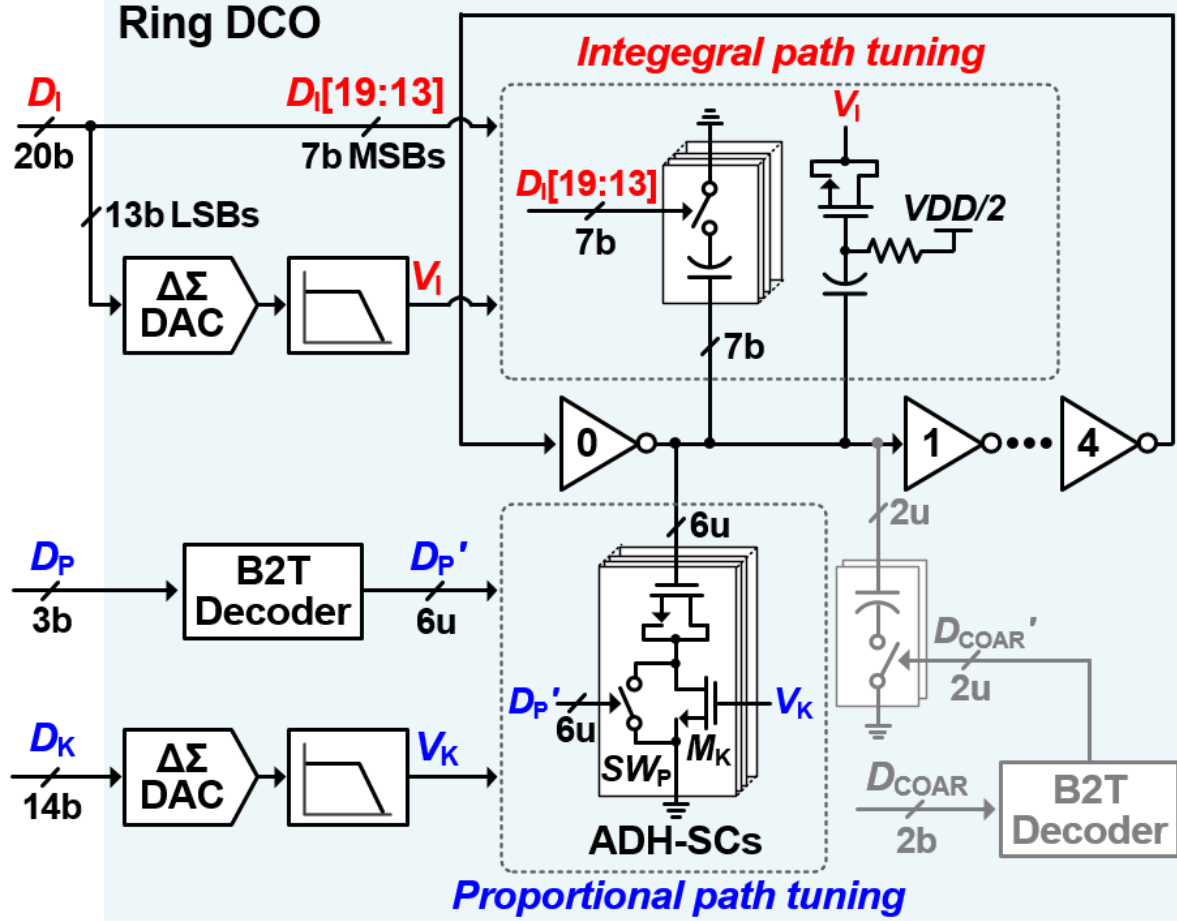 Ring DCO
Integegral path tuning
DI
20b
DI[19:13]
7b MSBs
13b LSBs
ΔΣ
DAC
VI
DI[19:13]
7b
7b
VI
VDD/2
0
1
4
6u
2u
DP
3b
B2T
Decoder
DP'
6u
DP'
6u
SWP
MK
VK
ADH-SCs
DK
14b
ΔΣ
DAC
VK
DCOAR'
2u
DCOAR
2b
B2T
Decoder
Proportional path tuning